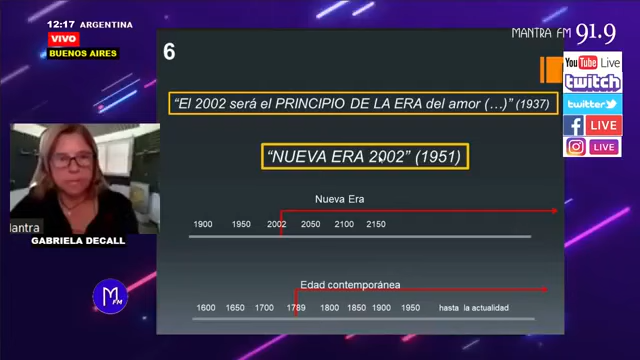 12:17 ARGENTINA
VIVO
BUENOS AIRES
MANTRA FM 91.9
6
YouTube Live
twitch
twitter
LIVE
LIVE
“El 2002 será el PRINCIPIO DE LA ERA del amor (…)” (1937)
“NUEVA ERA 2002” (1951)
Nueva Era
1900 1950 2002 2050 2100 2150
Edad contemporánea
1600 1650 1700 1789 1800 1850 1900 1950 hasta la actualidad
lantra
GABRIELA DECALL
M FM